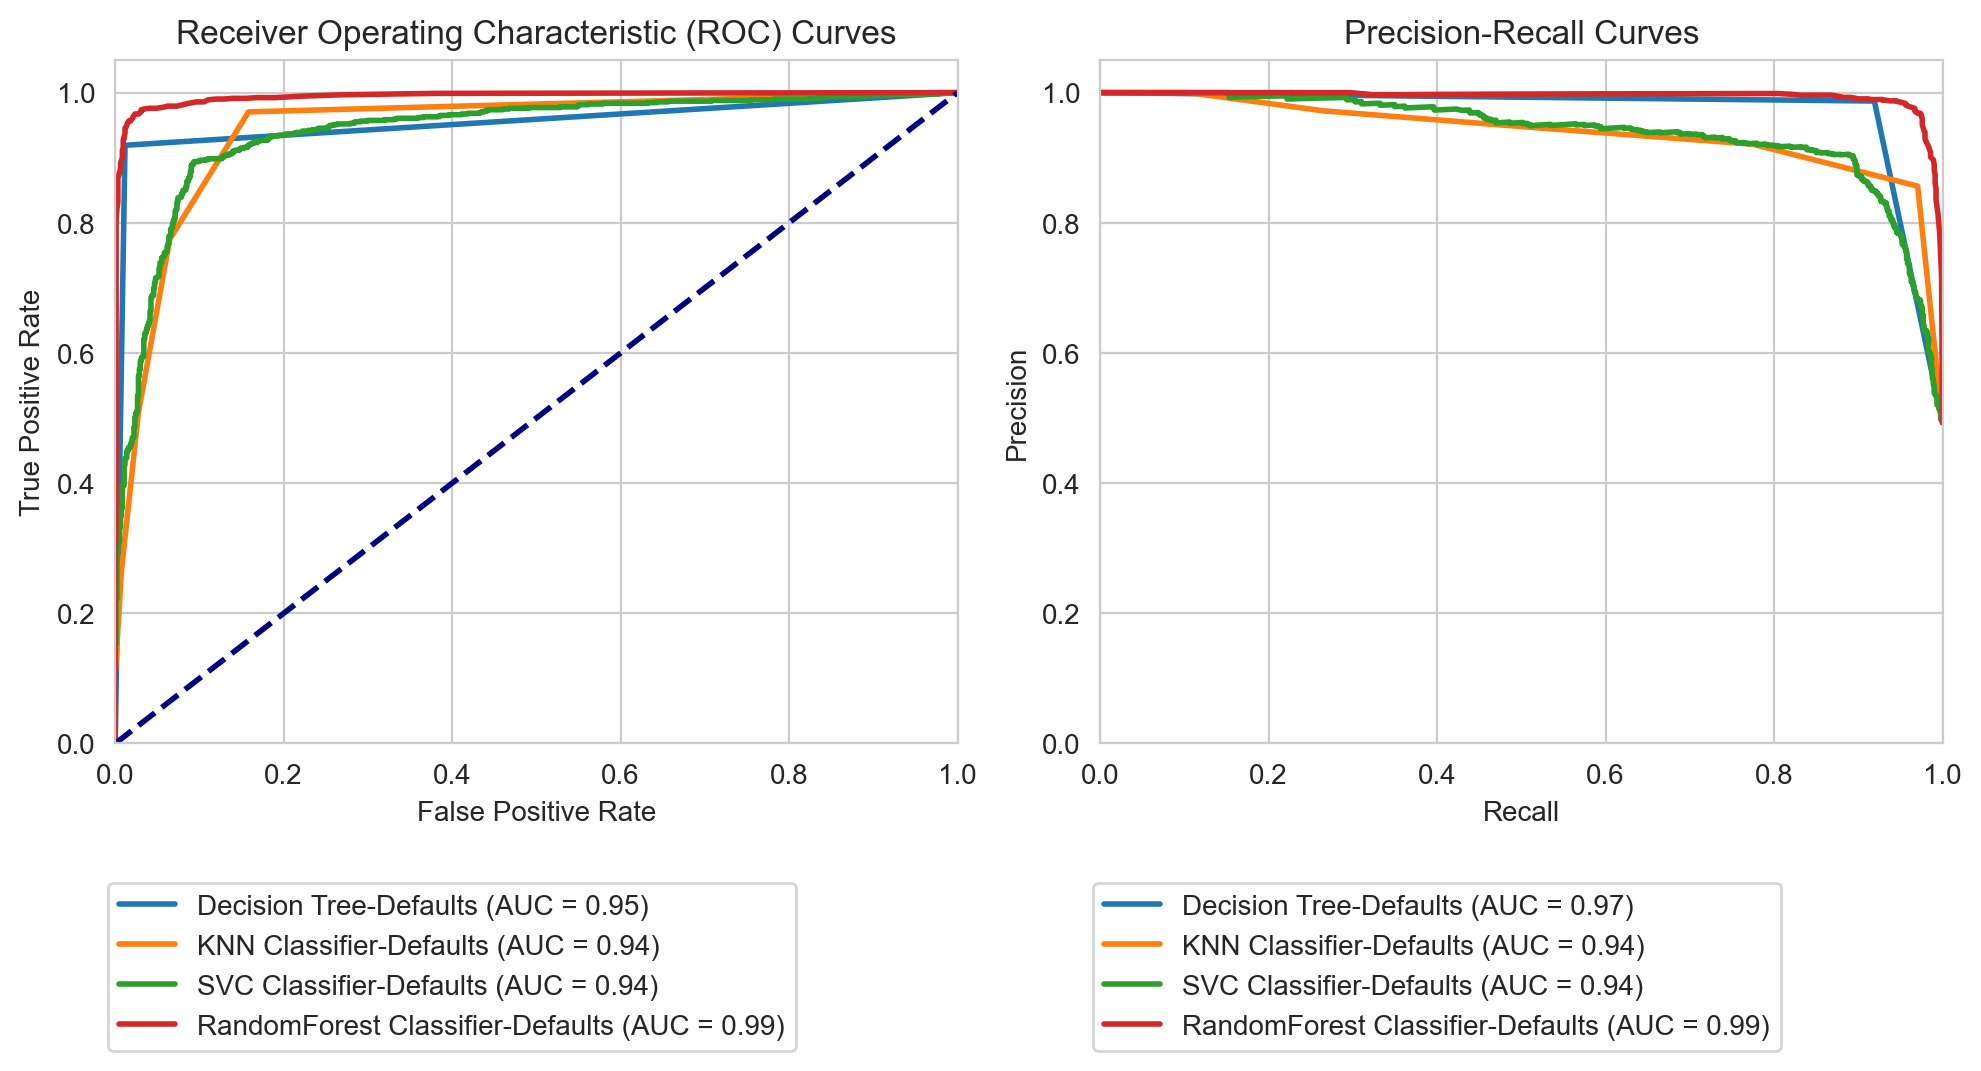 Receiver Operating Characteristic (ROC) Curves
1.0
0.8
0.6
0.4
0.2
0.0
True Positive Rate
0.0 0.2 0.4 0.6 0.8 1.0
False Positive Rate
Decision Tree-Defaults (AUC = 0.95)
KNN Classifier-Defaults (AUC = 0.94)
SVC Classifier-Defaults (AUC = 0.94)
RandomForest Classifier-Defaults (AUC = 0.99)
Precision-Recall Curves
1.0
0.8
0.6
0.4
0.2
0.0
Precision
0.0 0.2 0.4 0.6 0.8 1.0
Recall
Decision Tree-Defaults (AUC = 0.97)
KNN Classifier-Defaults (AUC = 0.94)
SVC Classifier-Defaults (AUC = 0.94)
RandomForest Classifier-Defaults (AUC = 0.99)